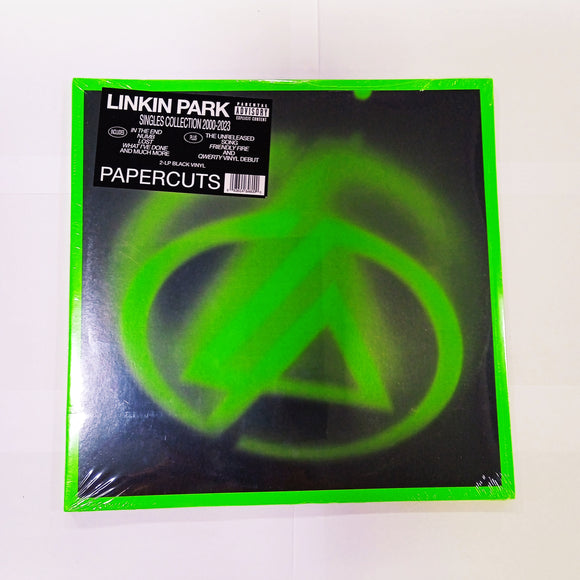 LINKIN PARK
PARENTAL
ADVISORY
EXPLICIT CONTENT
SINGLES COLLECTION 2000-2023
INCLUDES
IN THE END
NUMB
LOST
WHAT I'VE DONE
AND MUCH MORE
PLUS
THE UNRELEASED
SONG
FRIENDLY FIRE
AND
QWERTY VINYL DEBUT
2-LP BLACK VINYL
PAPERCUTS